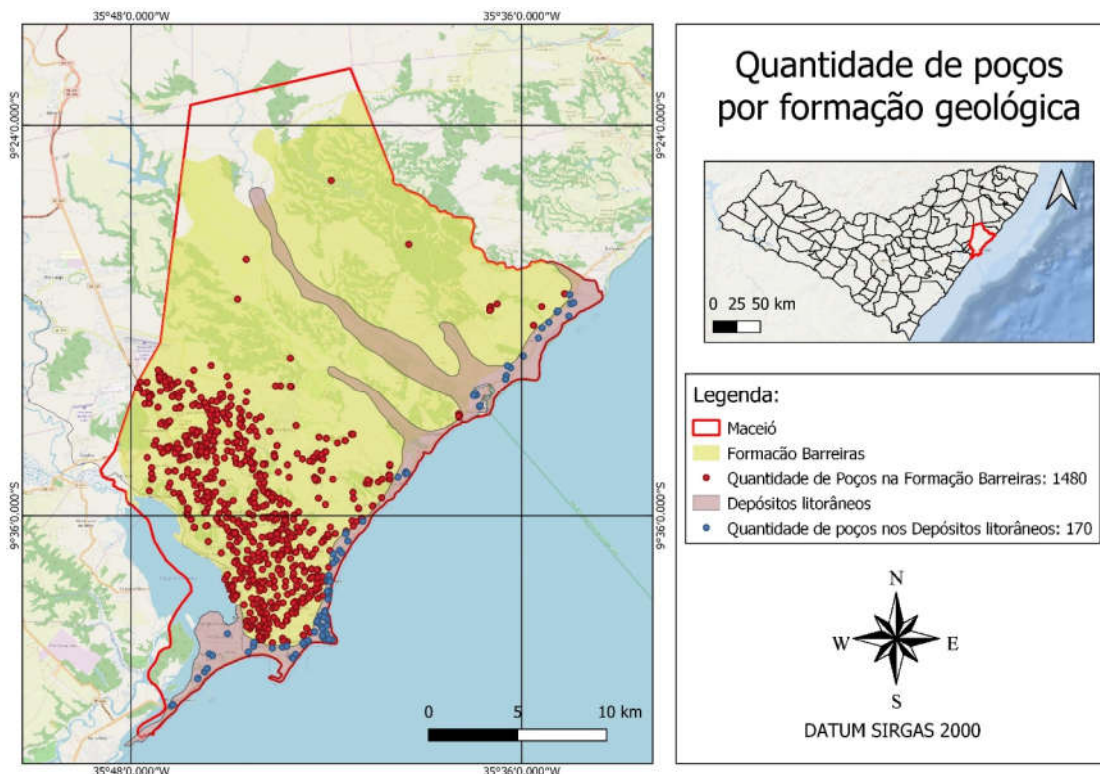 35°48'0.000"W
35°36'0.000"W
9°24'0.000"S
9°24'0.000"S
9°36'0.000"S
9°36'0.000"S
0 5 10 km
35°48'0.000"W
35°36'0.000"W
Quantidade de poços
por formação geológica
0 25 50 km
Legenda:
Maceió
Formacão Barreiras
Quantidade de Poços na Formação Barreiras: 1480
Depósitos litorâneos
Quantidade de poços nos Depósitos litorâneos: 170
N
W E
S
DATUM SIRGAS 2000